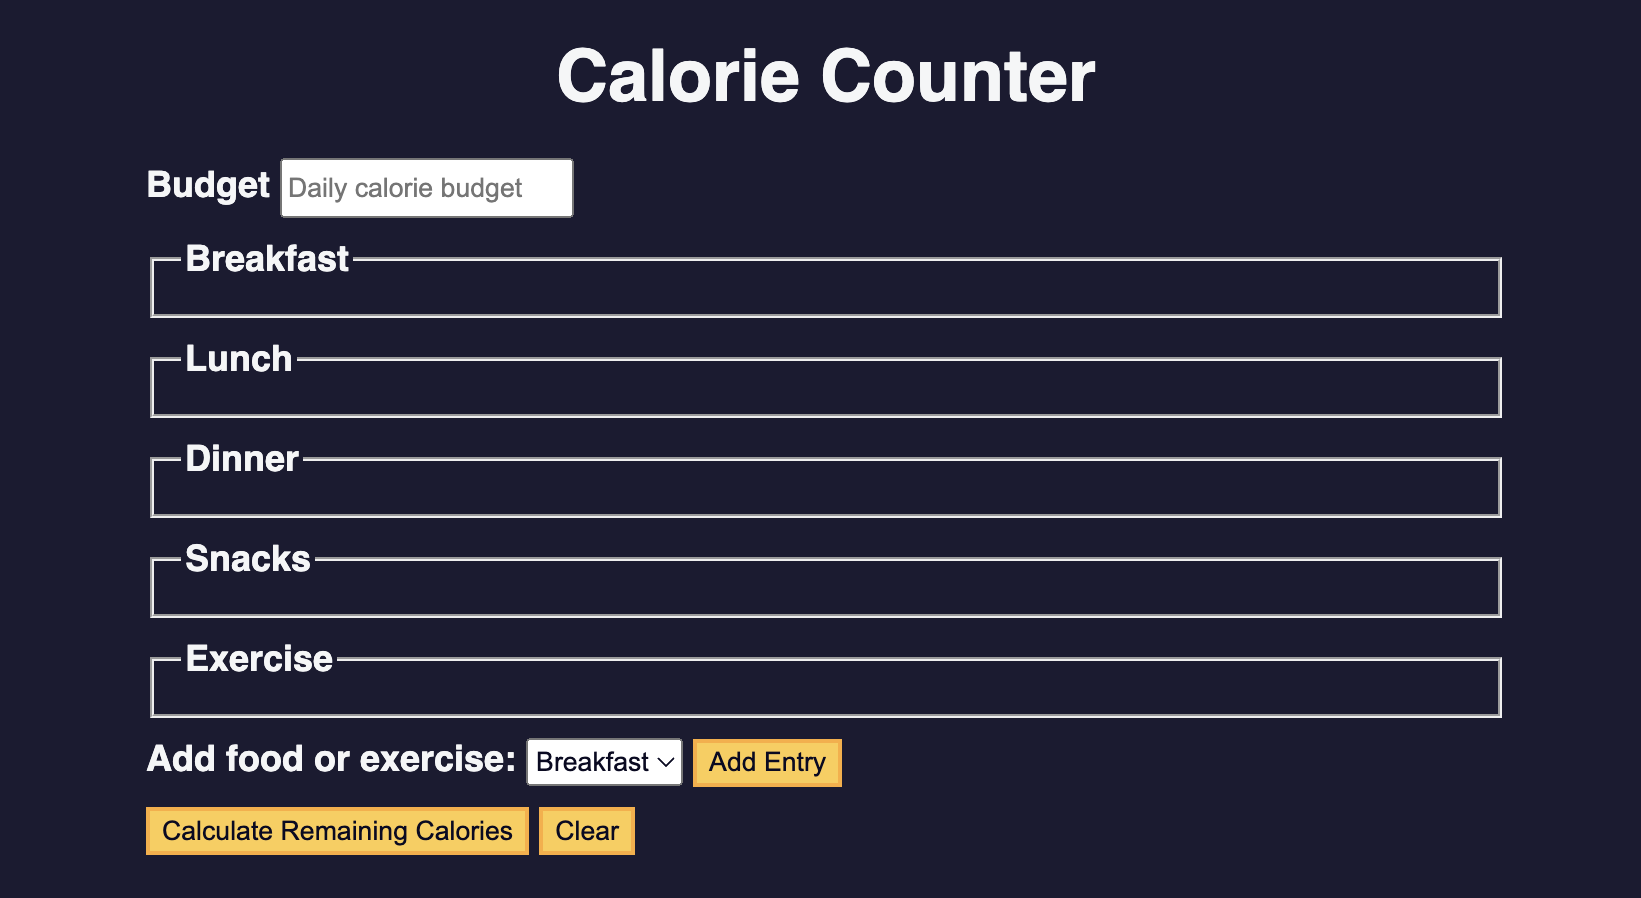 Calorie Counter
Budget Daily calorie budget
Breakfast
Lunch
Dinner
Snacks
Exercise
Add food or exercise: Breakfast Add Entry
Calculate Remaining Calories Clear